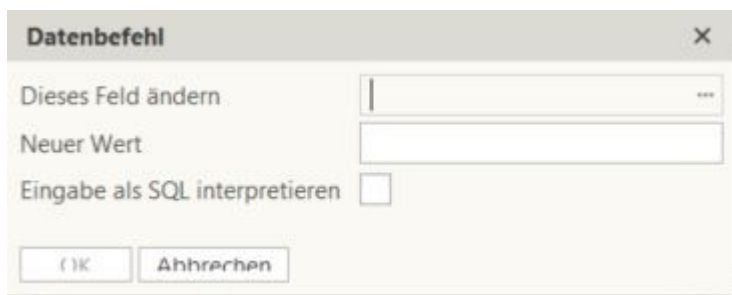 Datenbefehl
Dieses Feld ändern
Neuer Wert
Eingabe als SQL interpretieren
OK Abbrechen